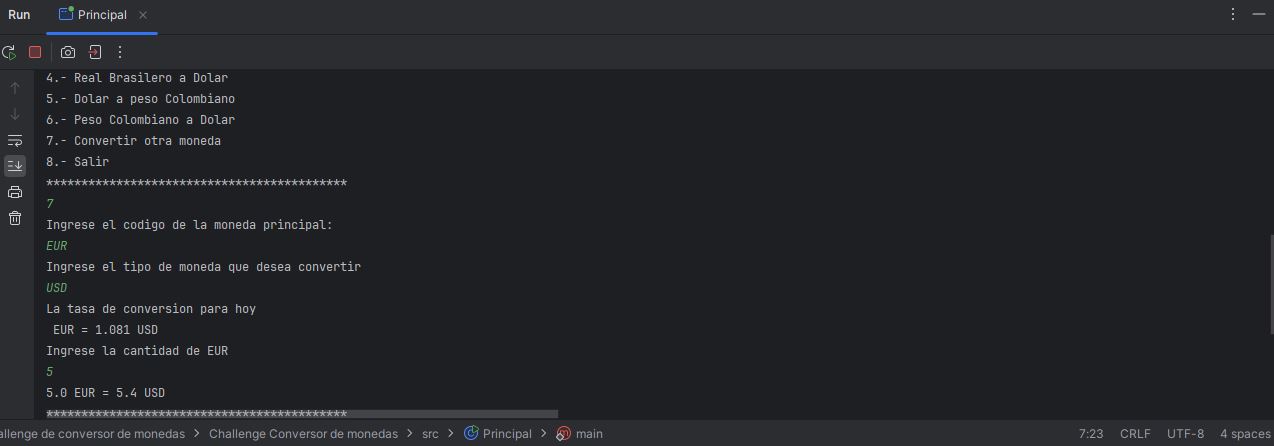 Run Principal
4.- Real Brasilero a Dolar
5.- Dolar a peso Colombiano
6.- Peso Colombiano a Dolar
7.- Convertir otra moneda
8.- Salir
*******************************************
7
Ingrese el codigo de la moneda principal:
EUR
Ingrese el tipo de moneda que desea convertir
USD
La tasa de conversion para hoy
EUR = 1.081 USD
Ingrese la cantidad de EUR
5
5.0 EUR = 5.4 USD
*******************************************
allenge de conversor de monedas > Challenge Conversor de monedas > src > Principal > main 7:23 CRLF UTF-8 4 spaces